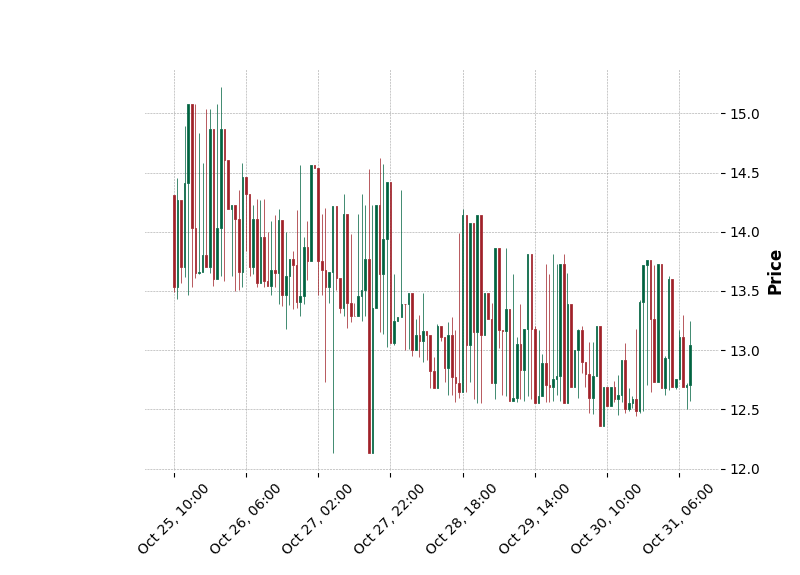 15.0
14.5
14.0
13.5
13.0
12.5
12.0
Price
Oct 25, 10:00
Oct 26, 06:00
Oct 27, 02:00
Oct 27, 22:00
Oct 28, 18:00
Oct 29, 14:00
Oct 30, 10:00
Oct 31, 06:00